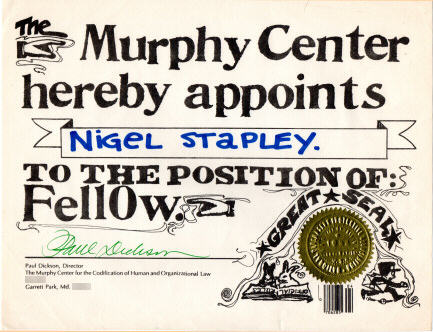 The Murphy Center
hereby appoints
NiGEL STAPLEY.
TO THE POSITION OF:
Fellow.
GREAT ★ SEAL
Paul Dickson
Paul Dickson, Director
The Murphy Center for the Codification of Human and Organizational Law
Garrett Park, Md.